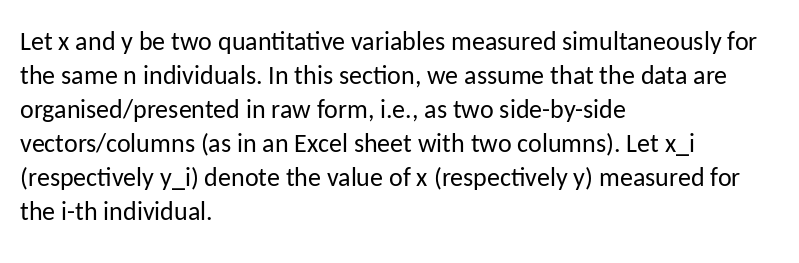 Let x and y be two quantitative variables measured simultaneously for
the same n individuals. In this section, we assume that the data are
organised/presented in raw form, i.e., as two side-by-side
vectors/columns (as in an Excel sheet with two columns). Let x_i
(respectively y_i) denote the value of x (respectively y) measured for
the i-th individual.